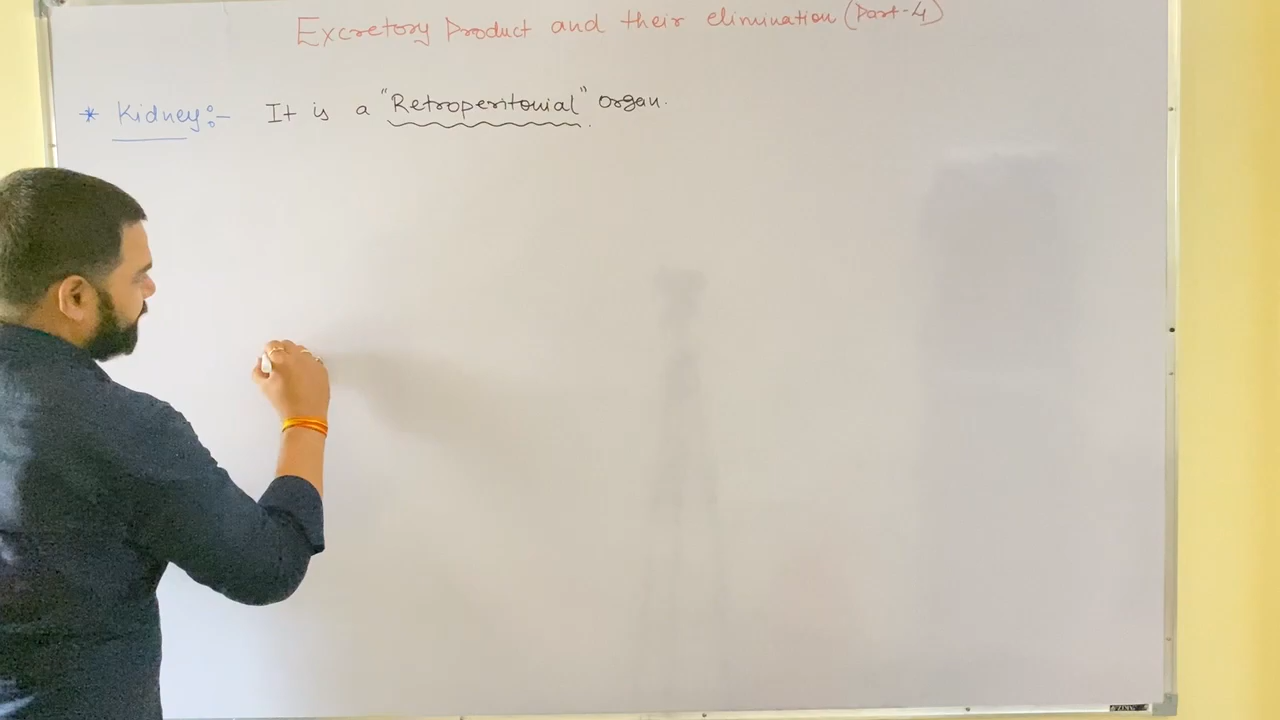 Excretory Product and their elimination (Part-4)
* Kidney:- It is a "Retroperitonial" organ.